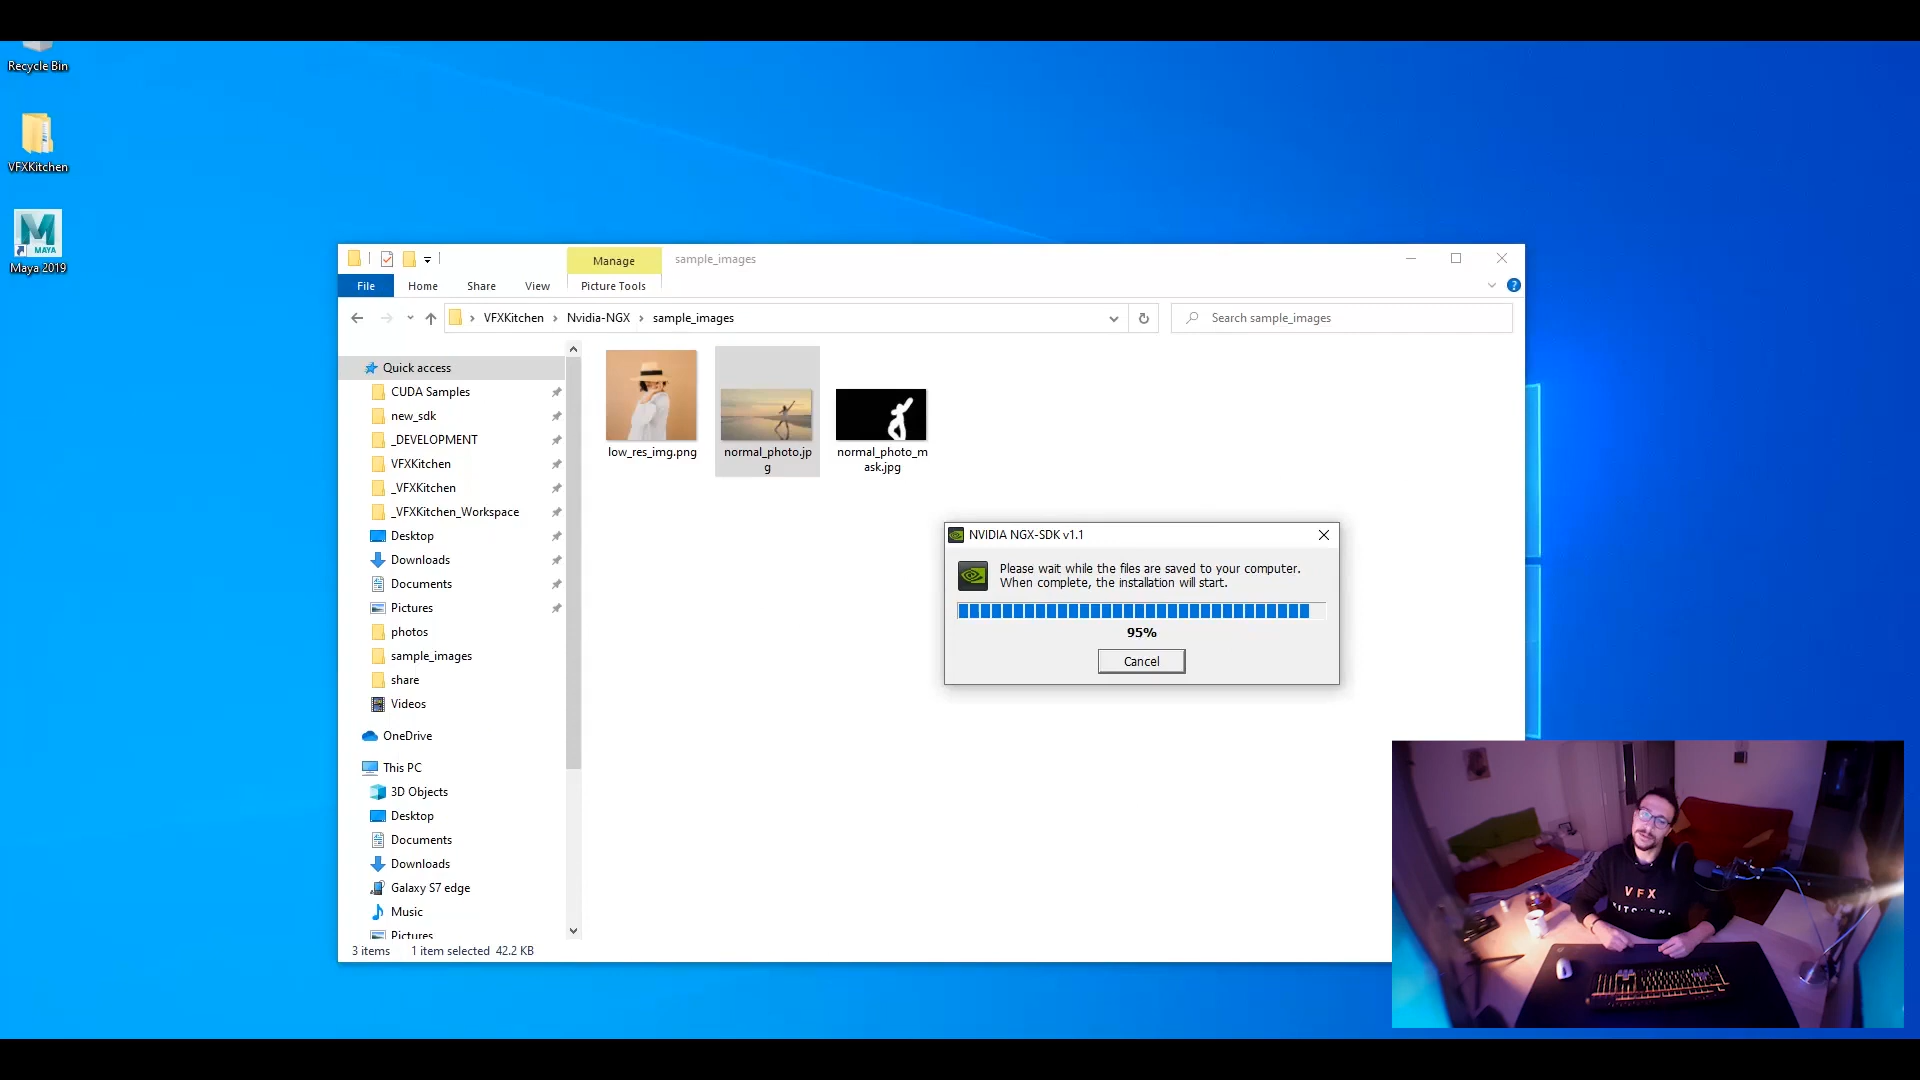 Recycle Bin
VFXKitchen
MAYA
Maya 2019
Manage
sample_images
File
Home
Share
View
Picture Tools
VFXKitchen
Nvidia-NGX
sample_images
Search sample_images
Quick access
CUDA Samples
new_sdk
_DEVELOPMENT
VFXKitchen
_VFXKitchen
_VFXKitchen_Workspace
Desktop
Downloads
Documents
Pictures
photos
sample_images
share
Videos
OneDrive
This PC
3D Objects
Desktop
Documents
Downloads
Galaxy S7 edge
Music
Pictures
low_res_img.png
normal_photo.jp
g
normal_photo_m
ask.jpg
NVIDIA NGX-SDK v1.1
Please wait while the files are saved to your computer.
When complete, the installation will start.
95%
Cancel
3 items
1 item selected 42.2 KB
VFX
KITCHEN